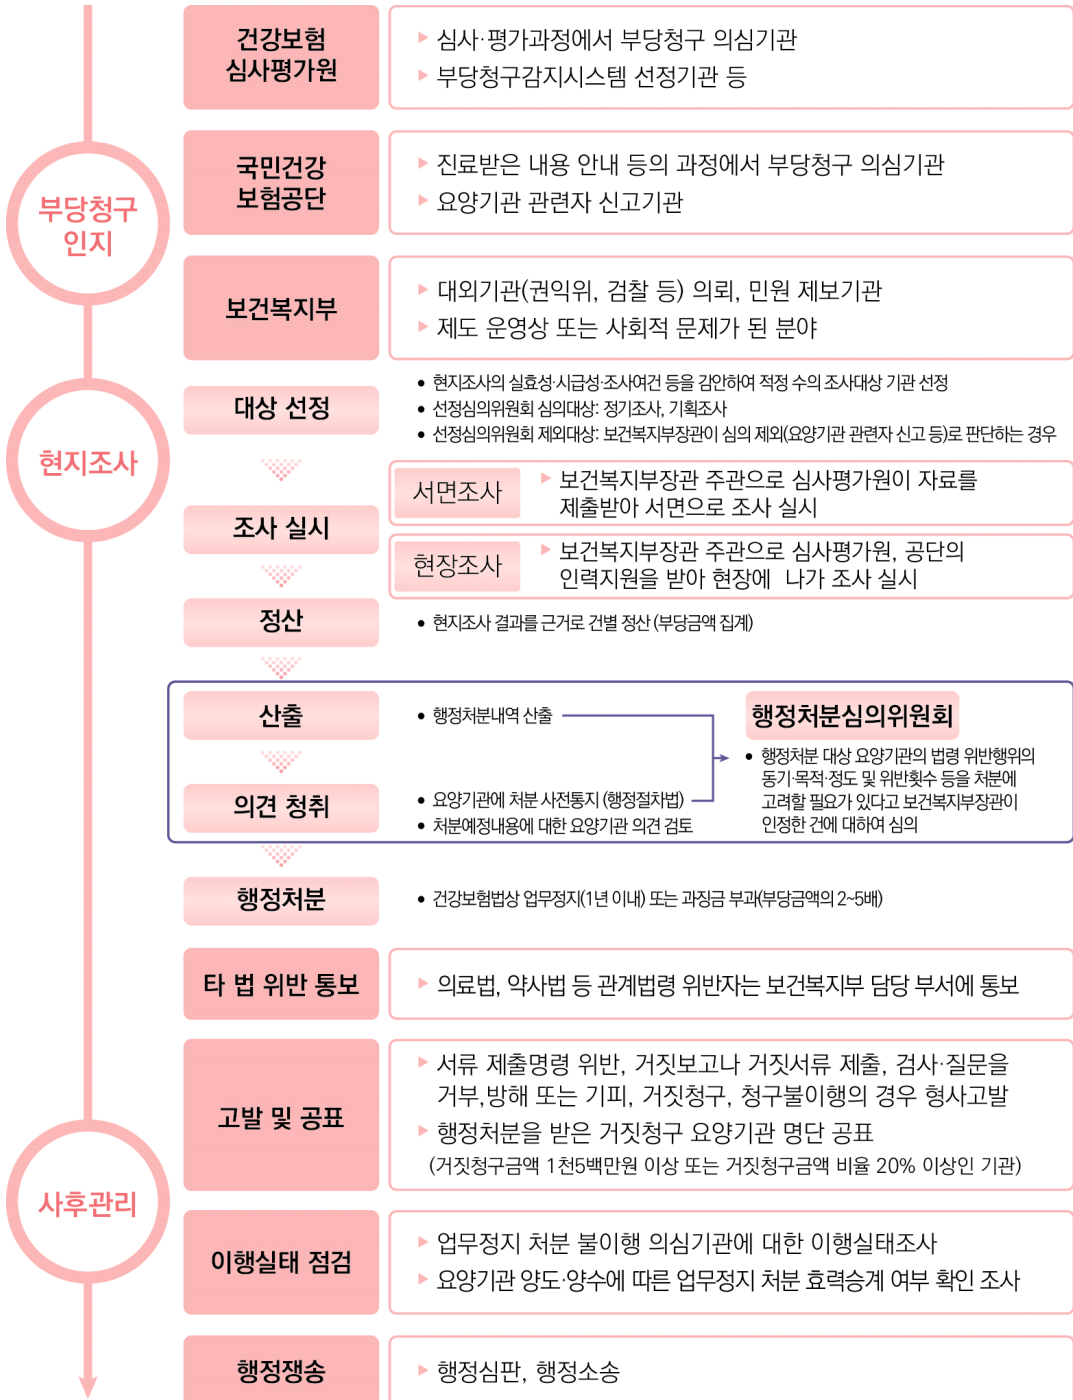 건강보험
심사평가원
▶ 심사·평가과정에서 부당청구 의심기관
▶ 부당청구감지시스템 선정기관 등
부당청구
인지
국민건강
보험공단
▶ 진료받은 내용 안내 등의 과정에서 부당청구 의심기관
▶ 요양기관 관련자 신고기관
보건복지부
▶ 대외기관(권익위, 검찰 등) 의뢰, 민원 제보기관
▶ 제도 운영상 또는 사회적 문제가 된 분야
현지조사
대상 선정
• 현지조사의 실효성·시급성·조사여건 등을 감안하여 적정 수의 조사대상 기관 선정
• 선정심의위원회 심의대상: 정기조사, 기획조사
• 선정심의위원회 제외대상: 보건복지부장관이 심의 제외(요양기관 관련자 신고 등)로 판단하는 경우
조사 실시
서면조사
▶ 보건복지부장관 주관으로 심사평가원이 자료를
제출받아 서면으로 조사 실시
현장조사
▶ 보건복지부장관 주관으로 심사평가원, 공단의
인력지원을 받아 현장에 나가 조사 실시
정산
• 현지조사 결과를 근거로 건별 정산 (부당금액 집계)
산출
• 행정처분내역 산출
의견 청취
• 요양기관에 처분 사전통지 (행정절차법)
• 처분예정내용에 대한 요양기관 의견 검토
행정처분심의위원회
• 행정처분 대상 요양기관의 법령 위반행위의
동기·목적·정도 및 위반횟수 등을 처분에
고려할 필요가 있다고 보건복지부장관이
인정한 건에 대하여 심의
행정처분
• 건강보험법상 업무정지(1년 이내) 또는 과징금 부과(부당금액의 2~5배)
사후관리
타 법 위반 통보
▶ 의료법, 약사법 등 관계법령 위반자는 보건복지부 담당 부서에 통보
고발 및 공표
▶ 서류 제출명령 위반, 거짓보고나 거짓서류 제출, 검사·질문을
거부,방해 또는 기피, 거짓청구, 청구불이행의 경우 형사고발
▶ 행정처분을 받은 거짓청구 요양기관 명단 공표
(거짓청구금액 1천5백만원 이상 또는 거짓청구금액 비율 20% 이상인 기관)
이행실태 점검
▶ 업무정지 처분 불이행 의심기관에 대한 이행실태조사
▶ 요양기관 양도·양수에 따른 업무정지 처분 효력승계 여부 확인 조사
행정쟁송
▶ 행정심판, 행정소송